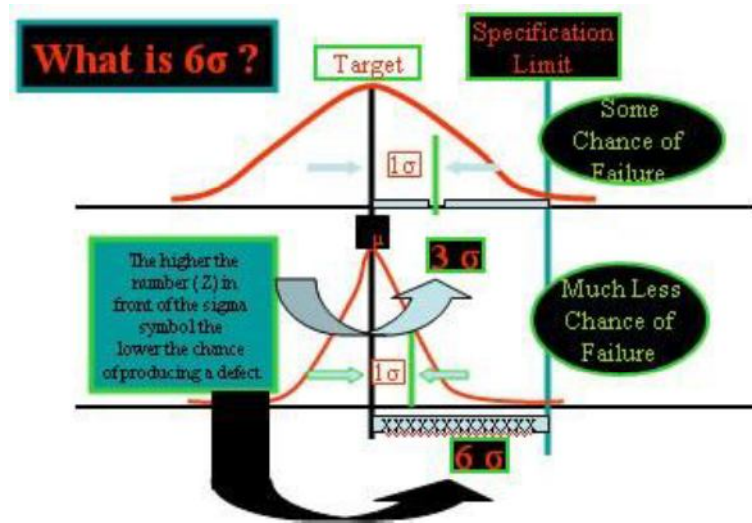 What is 6σ ?
Target
Specification
Limit
Some
Chance of
Failure
1σ
μ
The higher the
number (Z) in
front of the sigma
symbol the
lower the chance
of producing a defect
3 σ
Much Less
Chance of
Failure
1σ
6 σ